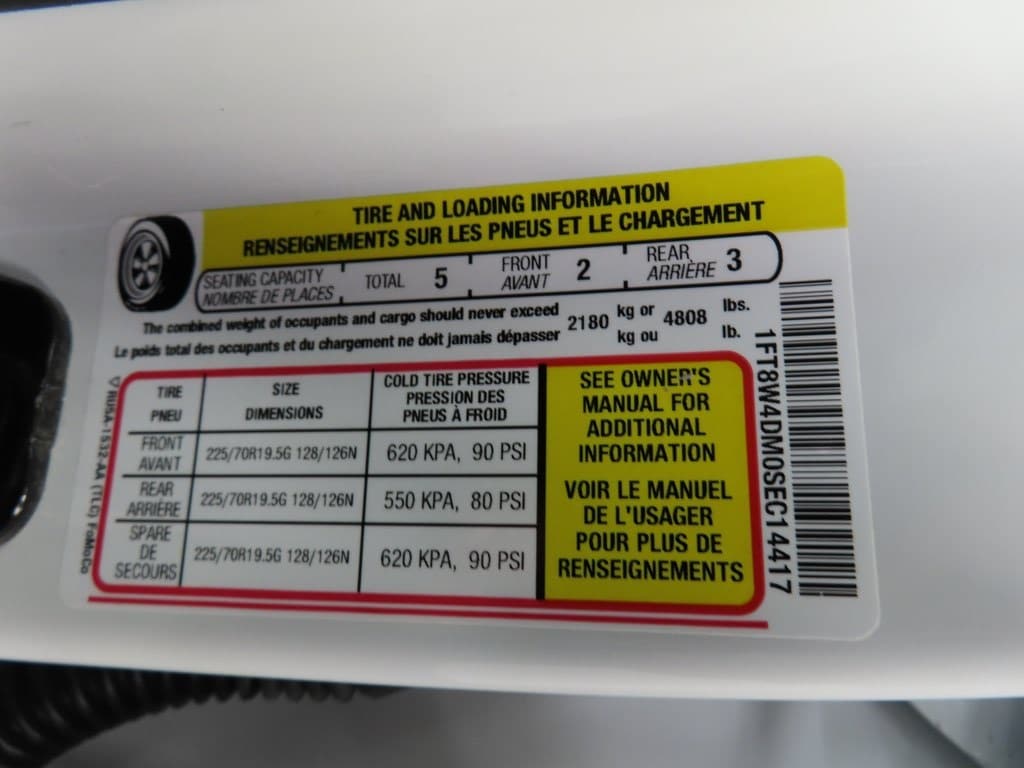 TIRE AND LOADING INFORMATION
RENSEIGNEMENTS SUR LES PNEUS ET LE CHARGEMENT
SEATING CAPACITY
NOMBRE DE PLACES
TOTAL 5
FRONT
AVANT
2
REAR
ARRIÈRE
3
The combined weight of occupants and cargo should never exceed
Le poids total des occupants et du chargement ne doit jamais dépasser
2180
kg or
kg ou
4808
lbs.
lb.
TIRE
PNEU
SIZE
DIMENSIONS
COLD TIRE PRESSURE
PRESSION DES
PNEUS À FROID
FRONT
AVANT
225/70R19.5G 128/126N
620 KPA, 90 PSI
REAR
ARRIÈRE
225/70R19.5G 128/126N
550 KPA, 80 PSI
SPARE
DE
SECOURS
225/70R19.5G 128/126N
620 KPA, 90 PSI
SEE OWNER'S
MANUAL FOR
ADDITIONAL
INFORMATION
VOIR LE MANUEL
DE L'USAGER
POUR PLUS DE
RENSEIGNEMENTS
1FT8W4DM0SEC14417
▽RU5A-1532-AA (TLG) FoMoCo